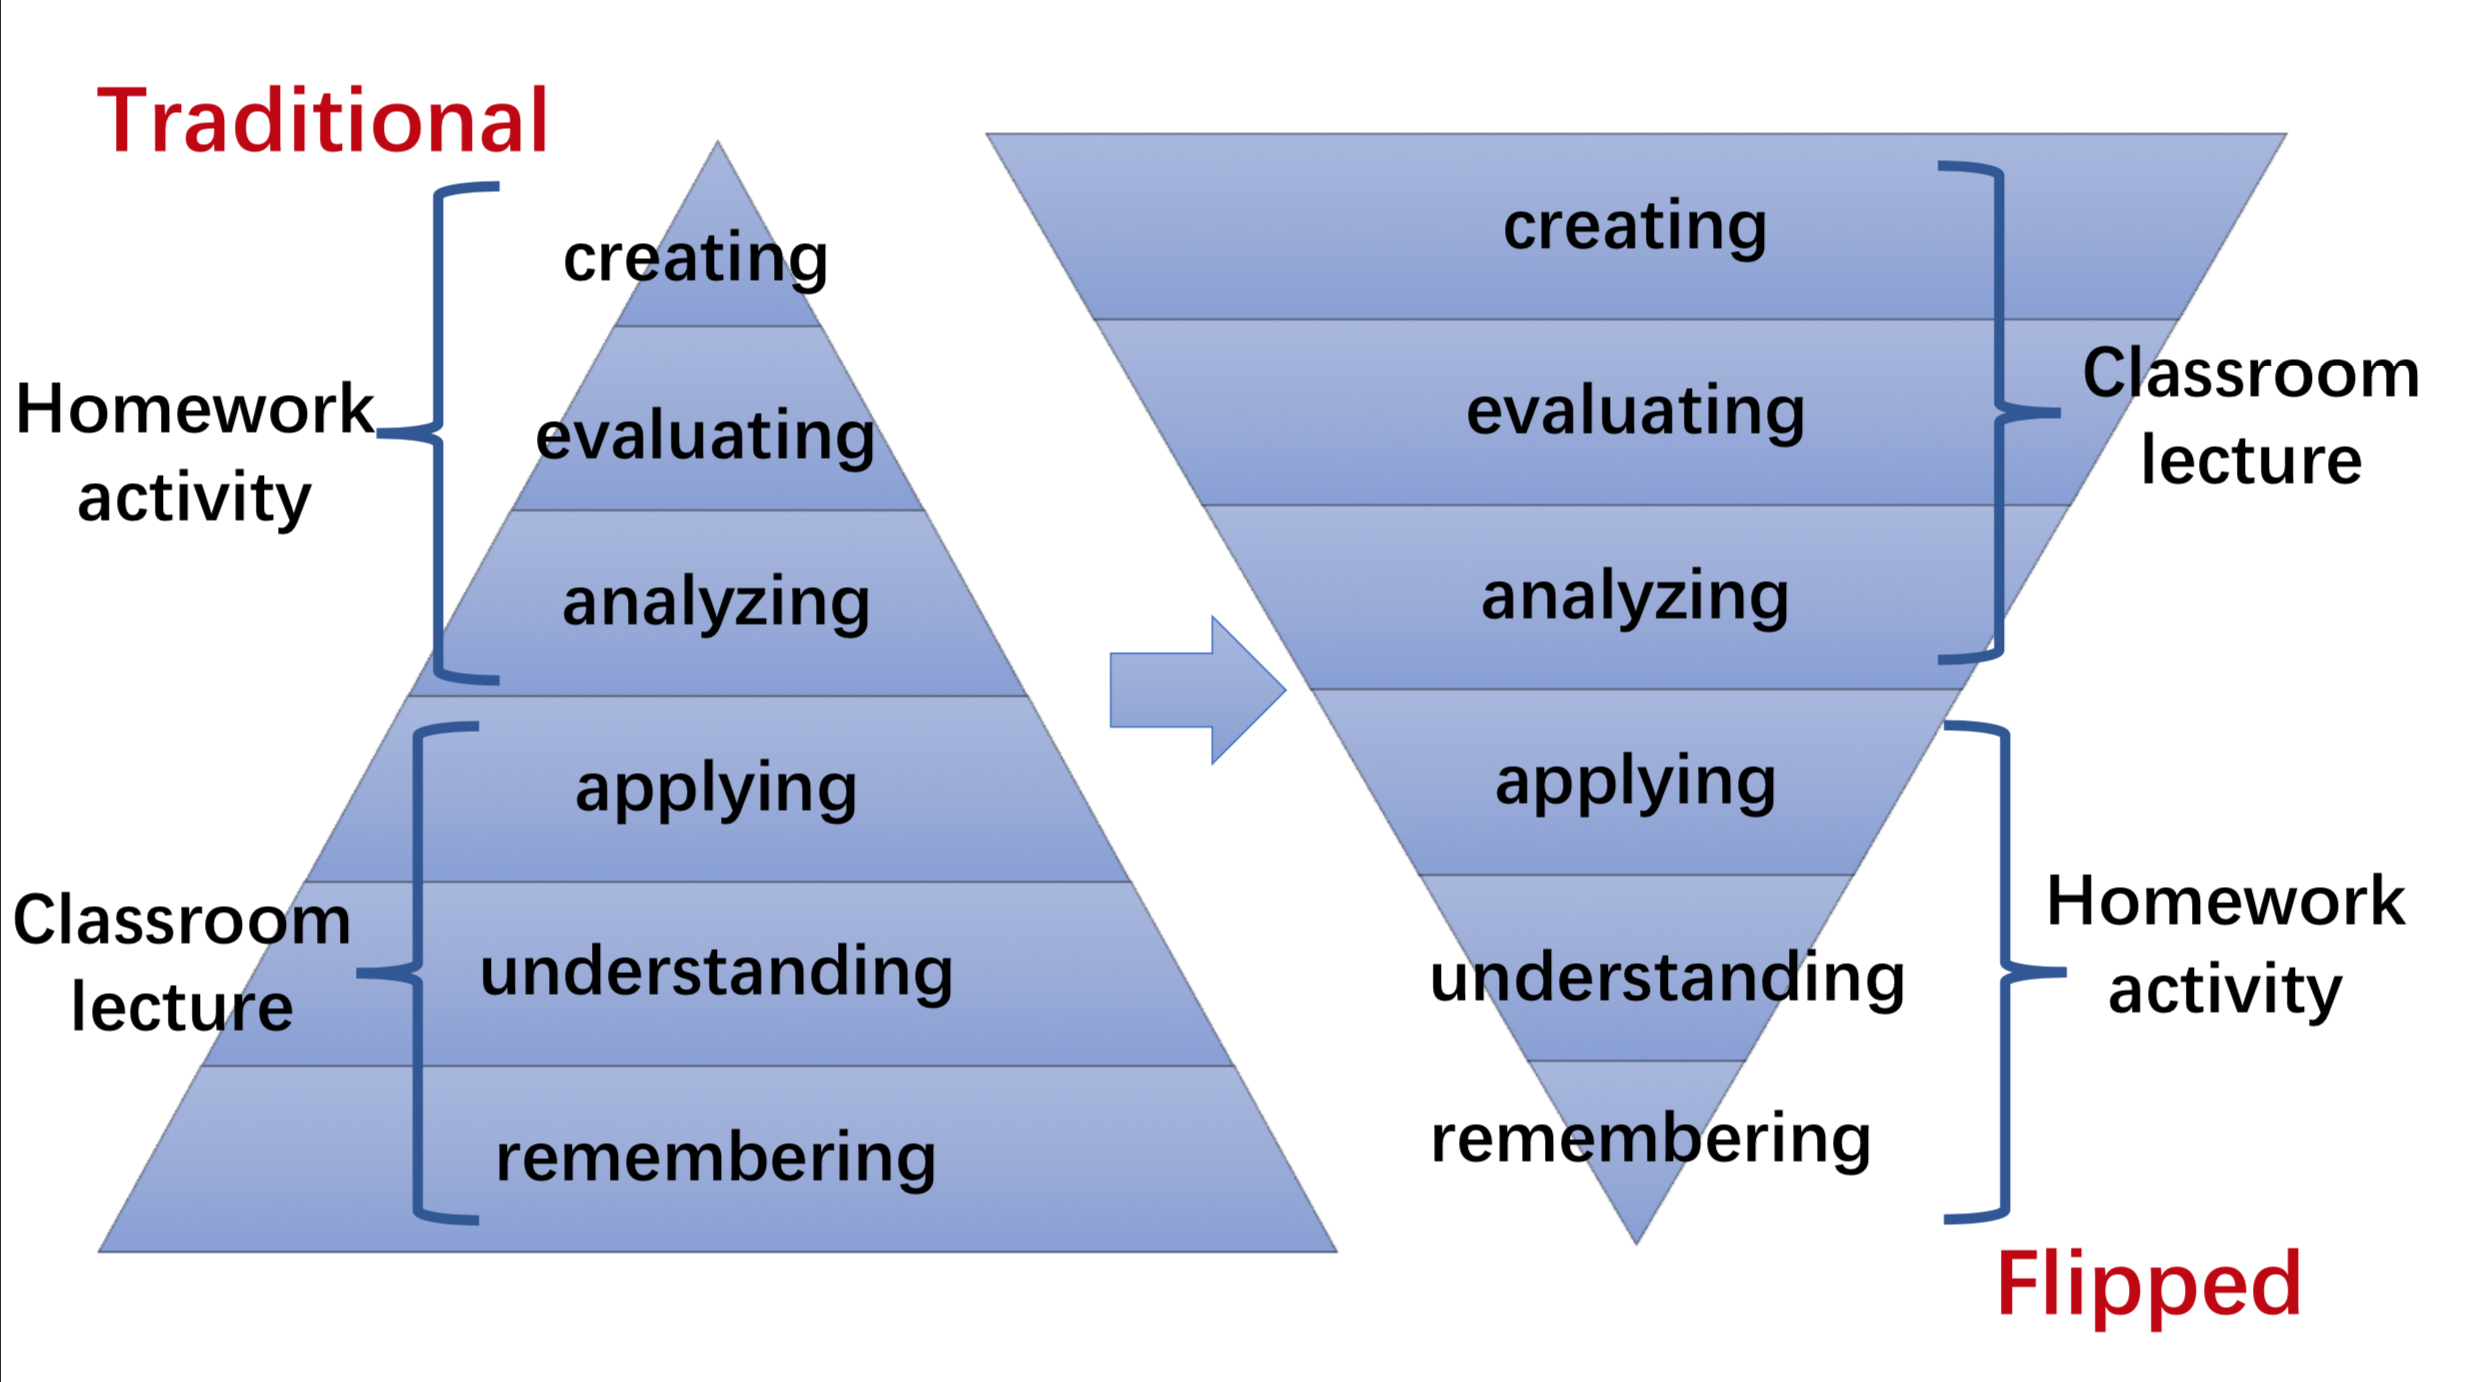 Traditional
creating
evaluating
analyzing
applying
understanding
remembering
Homework
activity
Classroom
lecture
creating
evaluating
analyzing
applying
understanding
remembering
Classroom
lecture
Homework
activity
Flipped